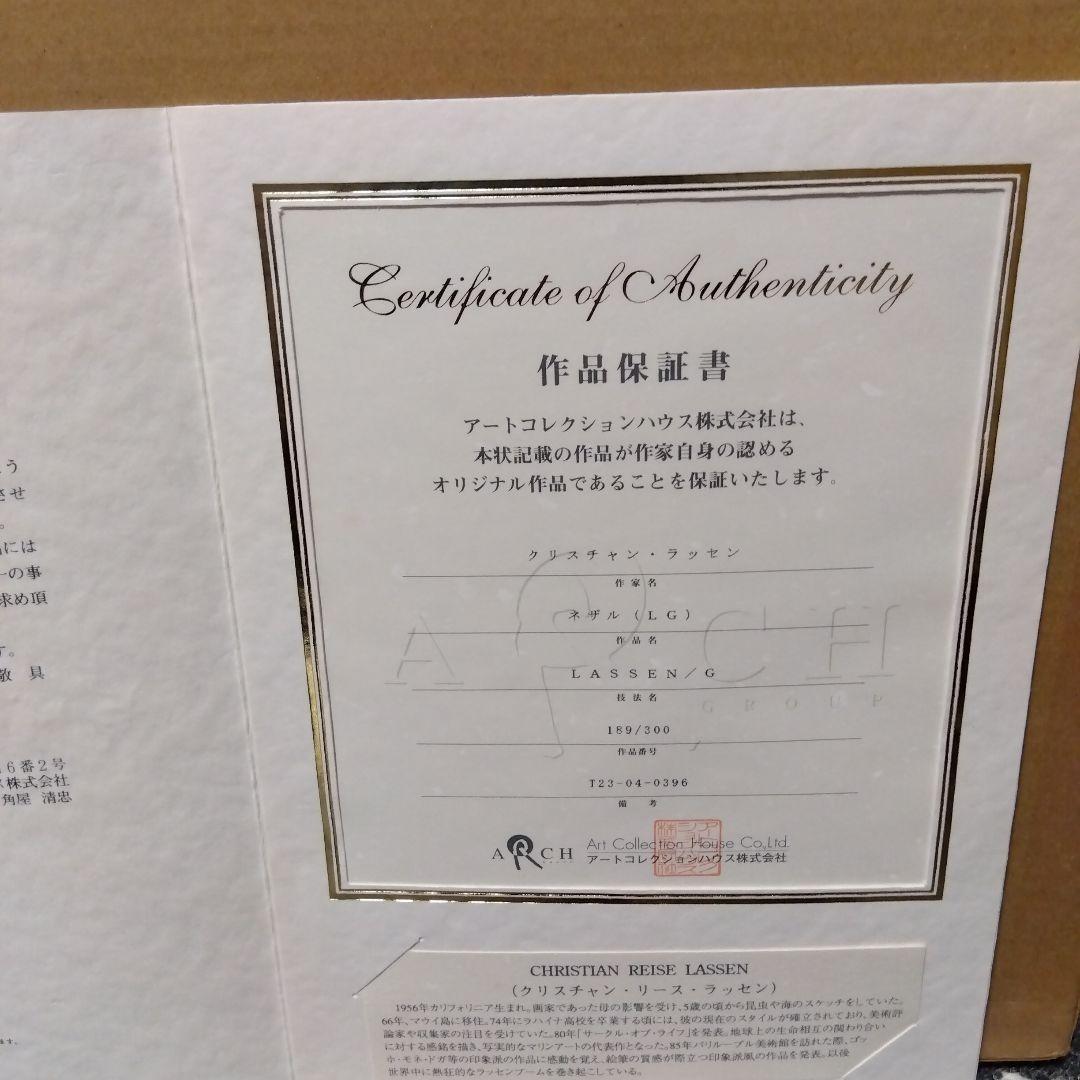 う
させ
。
には
一の事
求め頂
す。
敬 具
6番2号
ス株式会社
角屋 清忠
ます。
Certificate of Authenticity
作品保証書
アートコレクションハウス株式会社は、
本状記載の作品が作家自身の認める
オリジナル作品であることを保証いたします。
クリスチャン・ラッセン
作家名
ネザル(LG)
作品名
LASSEN/G
技法名
189/300
作品番号
T23-04-0396
備 考
ARCH
GROUP
ARCH
Art Collection House Co.,Ltd.
アートコレクションハウス株式会社
CHRISTIAN REISE LASSEN
(クリスチャン・リース・ラッセン)
1956年カリフォリニア生まれ。画家であった母の影響を受け、5歳の頃から昆虫や海のスケッチをしていた。
66年、マウイ島に移住。74年にラハイナ高校を卒業する頃には、彼の現在のスタイルが確立されており、美術評
論家や収集家の注目を受けていた。80年「サークル・オブ・ライフ」を発表。地球上の生命相互の関わり合い
に対する感銘を描き、写実的なマリンアートの代表作となった。85年パリルーブル美術館を訪れた際、ゴッ
ホ・モネ・ドガ等の印象派の作品に感動を覚え、絵筆の質感が際立つ印象派風の作品を発表。以後
世界中に熱狂的なラッセンブームを巻き起こしている。